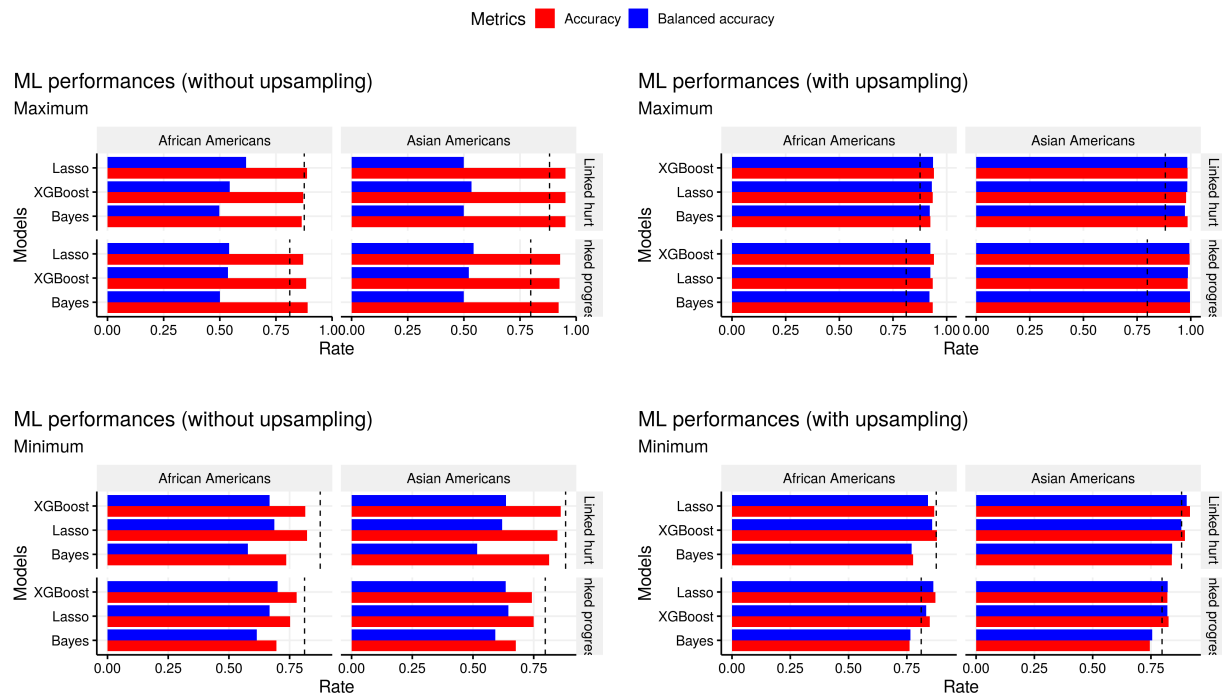 Metrics Accuracy Balanced accuracy
ML performances (without upsampling)
Maximum
African Americans Asian Americans
Lasso
XGBoost
Bayes
Linked hurt
Lasso
XGBoost
Bayes
nked progres
Models
0.00 0.25 0.50 0.75 1.00 0.00 0.25 0.50 0.75 1.00
Rate
ML performances (with upsampling)
Maximum
African Americans Asian Americans
XGBoost
Lasso
Bayes
Linked hurt
XGBoost
Lasso
Bayes
nked progres
Models
0.00 0.25 0.50 0.75 1.00 0.00 0.25 0.50 0.75 1.00
Rate
ML performances (without upsampling)
Minimum
African Americans Asian Americans
XGBoost
Lasso
Bayes
Linked hurt
XGBoost
Lasso
Bayes
nked progres
Models
0.00 0.25 0.50 0.75 0.00 0.25 0.50 0.75
Rate
ML performances (with upsampling)
Minimum
African Americans Asian Americans
Lasso
XGBoost
Bayes
Linked hurt
Lasso
XGBoost
Bayes
nked progres
Models
0.00 0.25 0.50 0.75 0.00 0.25 0.50 0.75
Rate